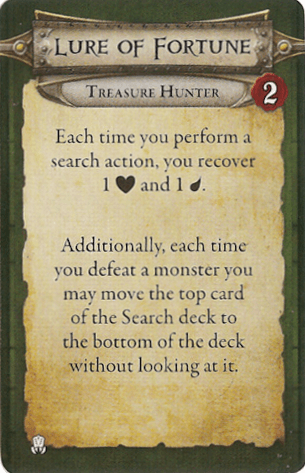 Lure of Fortune
Treasure Hunter
2
Each time you perform a
search action, you recover
1 ♥ and 1 .
Additionally, each time
you defeat a monster you
may move the top card
of the Search deck to
the bottom of the deck
without looking at it.